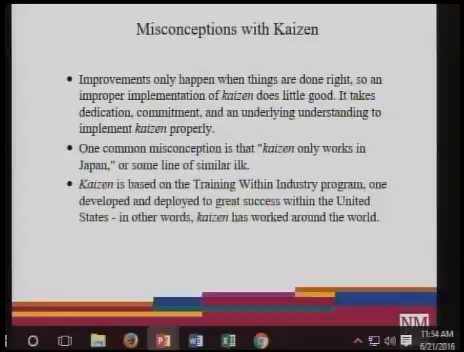 Misconceptions with Kaizen
• Improvements only happen when things are done right, so an
improper implementation of kaizen does little good. It takes
dedication, commitment, and an underlying understanding to
implement kaizen properly.
• One common misconception is that "kaizen only works in
Japan," or some line of similar ilk.
• Kaizen is based on the Training Within Industry program, one
developed and deployed to great success within the United
States - in other words, kaizen has worked around the world.
NM
11:54 AM
6/21/2016